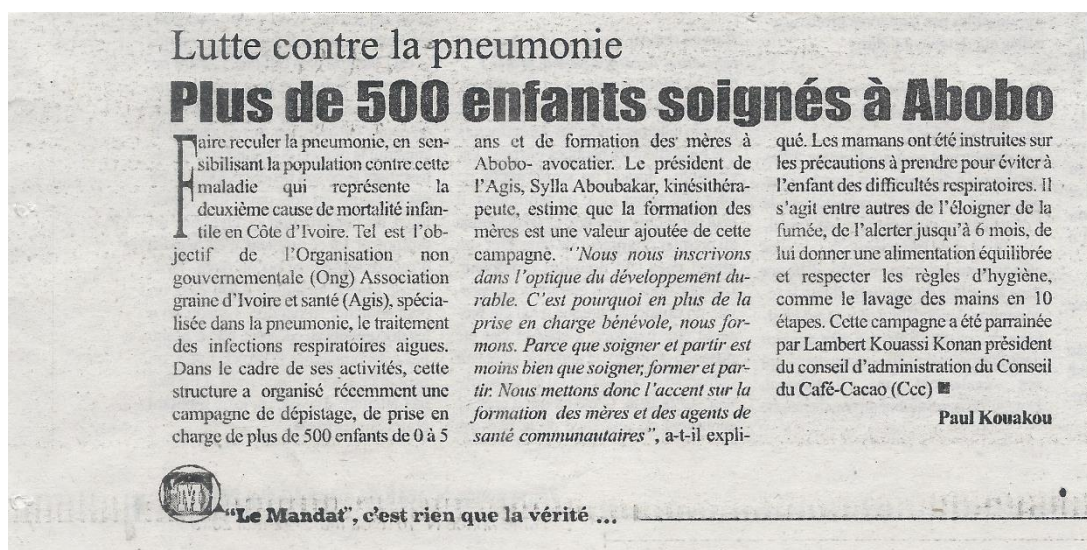 Lutte contre la pneumonie
Plus de 500 enfants soignés à Abobo
Faire reculer la pneumonie, en sen-
sibilisant la population contre cette
maladie qui représente la
deuxième cause de mortalité infan-
tile en Côte d'Ivoire. Tel est l'ob-
jectif de l'Organisation non
gouvernementale (Ong) Association
graine d'Ivoire et santé (Agis), spécia-
lisée dans la pneumonie, le traitement
des infections respiratoires aigues.
Dans le cadre de ses activités, cette
structure a organisé récemment une
campagne de dépistage, de prise en
charge de plus de 500 enfants de 0 à 5
ans et de formation des mères à
Abobo- avocatier. Le président de
l'Agis, Sylla Aboubakar, kinésithéra-
peute, estime que la formation des
mères est une valeur ajoutée de cette
campagne. ''Nous nous inscrivons
dans l'optique du développement du-
rable. C'est pourquoi en plus de la
prise en charge bénévole, nous for-
mons. Parce que soigner et partir est
moins bien que soigner, former et par-
tir. Nous mettons donc l'accent sur la
formation des mères et des agents de
santé communautaires'', a-t-il expli-
qué. Les mamans ont été instruites sur
les précautions à prendre pour éviter à
l'enfant des difficultés respiratoires. Il
s'agit entre autres de l'éloigner de la
fumée, de l'alerter jusqu'à 6 mois, de
lui donner une alimentation équilibrée
et respecter les règles d'hygiène,
comme le lavage des mains en 10
étapes. Cette campagne a été parrainée
par Lambert Kouassi Konan président
du conseil d'administration du Conseil
du Café-Cacao (Ccc)
Paul Kouakou
"Le Mandat", c'est rien que la vérité ...